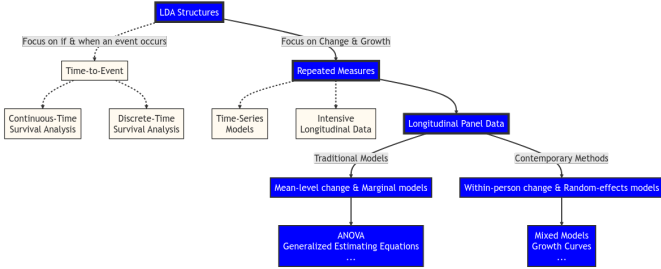 LDA Structures
Focus on if & when an event occurs
Focus on Change & Growth
Time-to-Event
Repeated Measures
Continuous-Time
Survival Analysis
Discrete-Time
Survival Analysis
Time-Series
Models
Intensive
Longitudinal Data
Longitudinal Panel Data
Traditional Models
Contemporary Methods
Mean-level change & Marginal models
Within-person change & Random-effects models
ANOVA
Generalized Estimating Equations
...
Mixed Models
Growth Curves
...